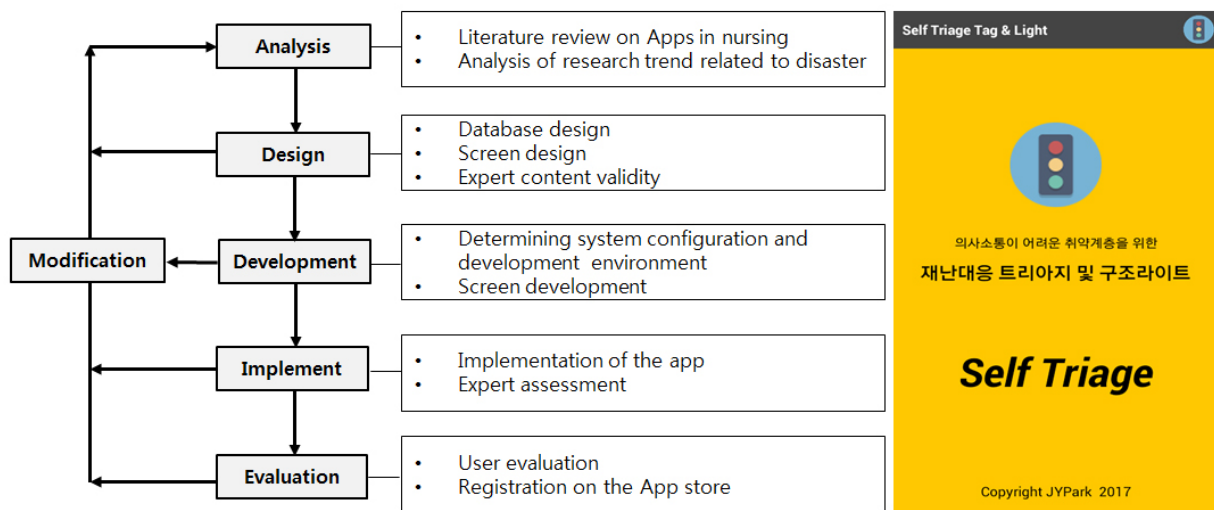 Analysis
• Literature review on Apps in nursing
• Analysis of research trend related to disaster
Design
• Database design
• Screen design
• Expert content validity
Modification
Development
• Determining system configuration and
development environment
• Screen development
Implement
• Implementation of the app
• Expert assessment
Evaluation
• User evaluation
• Registration on the App store
Self Triage Tag & Light
의사소통이 어려운 취약계층을 위한
재난대응 트리아지 및 구조라이트
Self Triage
Copyright JYPark 2017